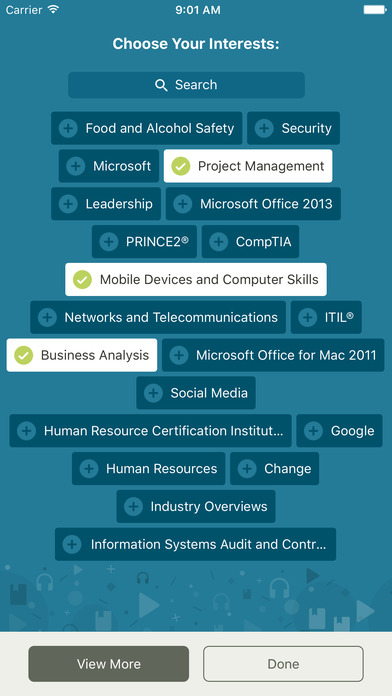 Carrier 9:01 AM
Choose Your Interests:
Search
Food and Alcohol Safety Security
Microsoft Project Management
Leadership Microsoft Office 2013
PRINCE2® CompTIA
Mobile Devices and Computer Skills
Networks and Telecommunications ITIL®
Business Analysis Microsoft Office for Mac 2011
Social Media
Human Resource Certification Institut... Google
Human Resources Change
Industry Overviews
Information Systems Audit and Contr...
View More Done